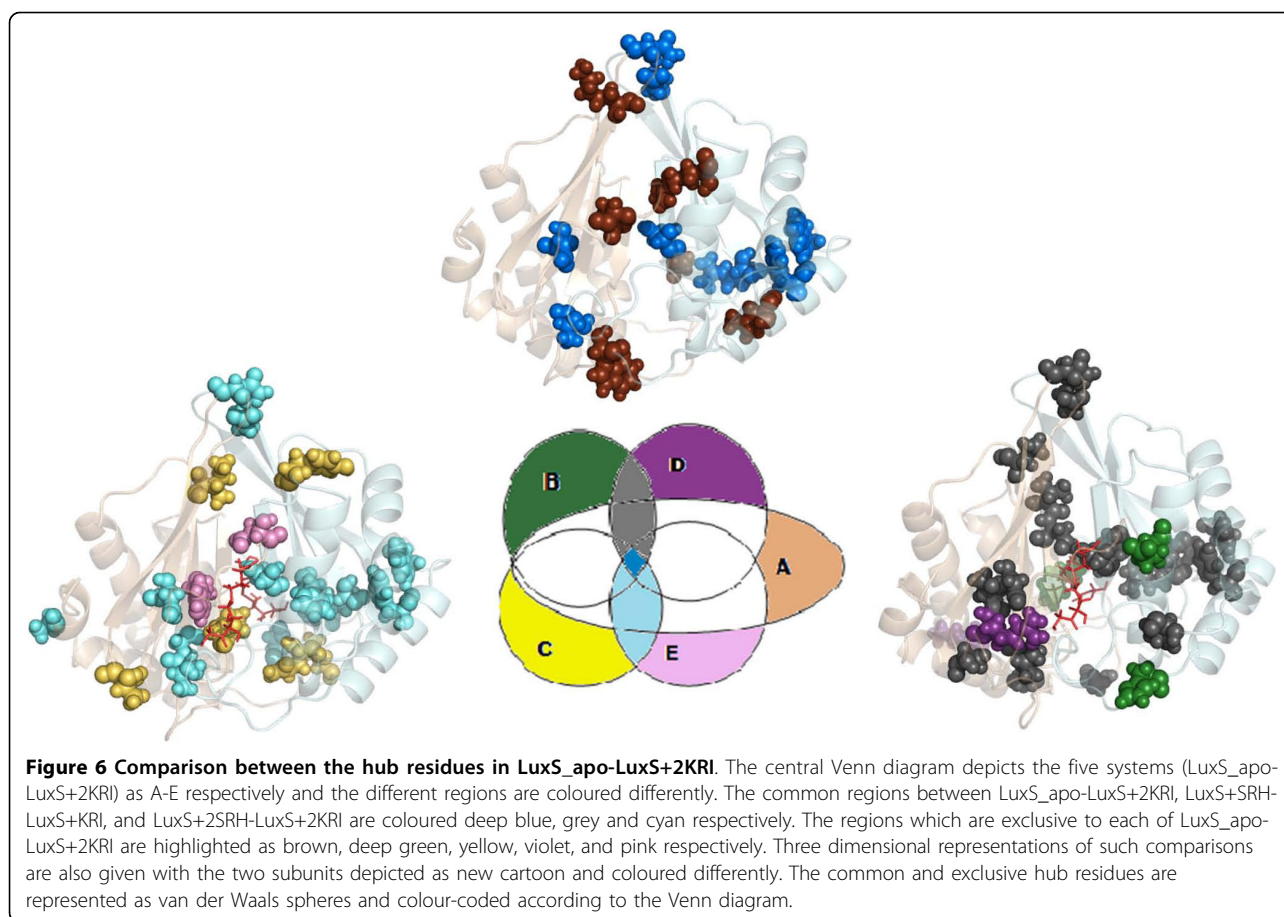 B
D
A
C
E
Figure 6 Comparison between the hub residues in LuxS_apo-LuxS+2KRI. The central Venn diagram depicts the five systems (LuxS_apo-
LuxS+2KRI) as A-E respectively and the different regions are coloured differently. The common regions between LuxS_apo-LuxS+2KRI, LuxS+SRH-
LuxS+KRI, and LuxS+2SRH-LuxS+2KRI are coloured deep blue, grey and cyan respectively. The regions which are exclusive to each of LuxS_apo-
LuxS+2KRI are highlighted as brown, deep green, yellow, violet, and pink respectively. Three dimensional representations of such comparisons
are also given with the two subunits depicted as new cartoon and coloured differently. The common and exclusive hub residues are
represented as van der Waals spheres and colour-coded according to the Venn diagram.